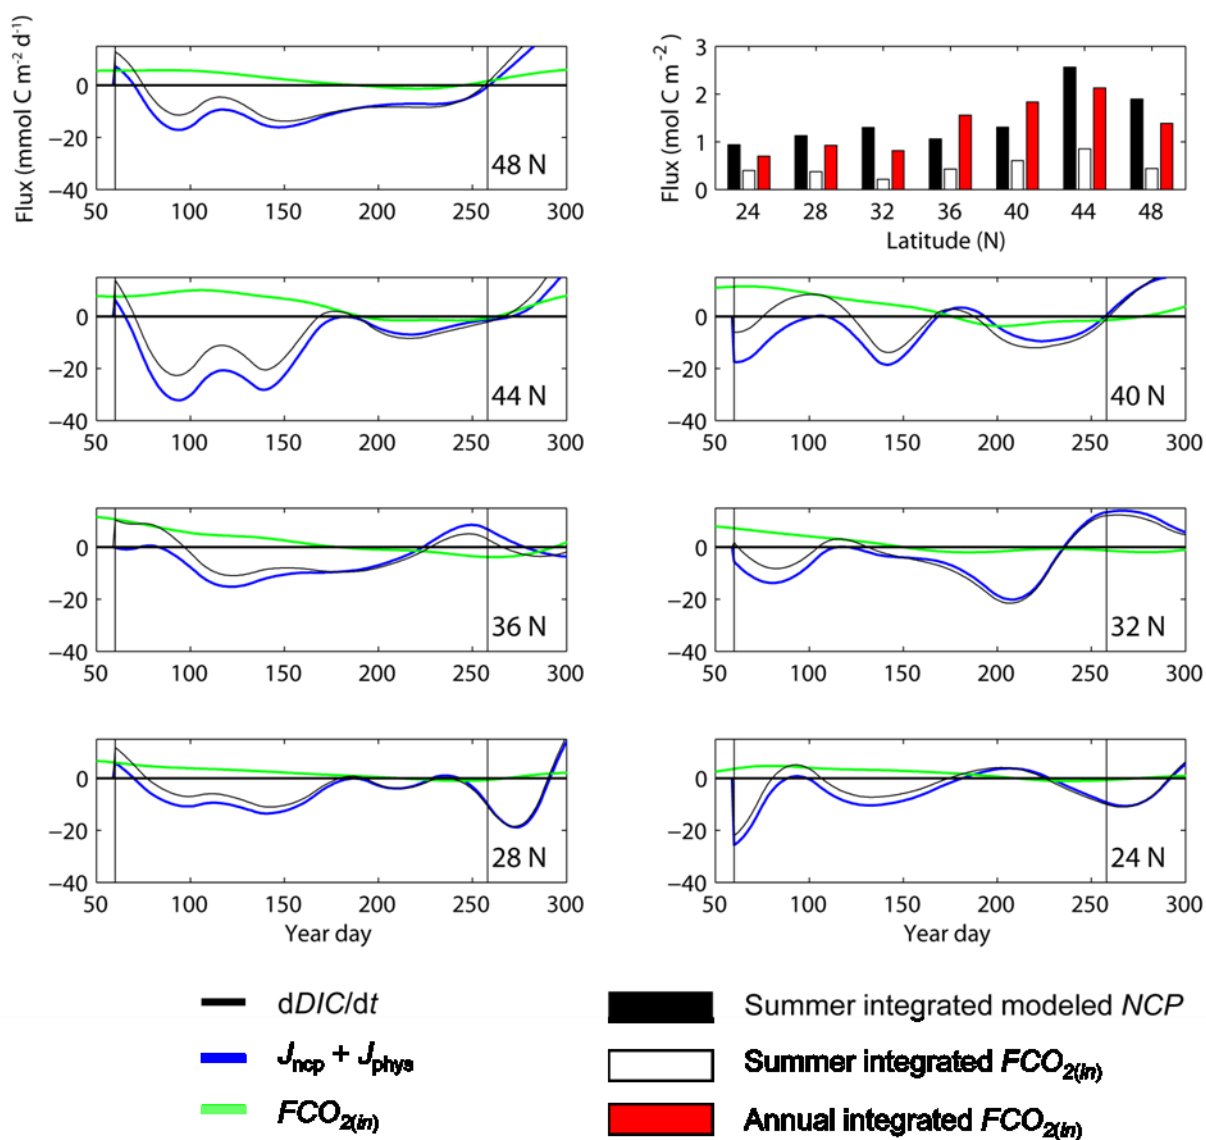 Flux (mmol C m⁻² d⁻¹)
0
−20
−40
50 100 150 200 250 300
48 N
Flux (mol C m⁻²)
3
2
1
0
24 28 32 36 40 44 48
Latitude (N)
0
−20
−40
50 100 150 200 250 300
44 N
0
−20
−40
50 100 150 200 250 300
40 N
0
−20
−40
50 100 150 200 250 300
36 N
0
−20
−40
50 100 150 200 250 300
32 N
0
−20
−40
50 100 150 200 250 300
28 N
Year day
0
−20
−40
50 100 150 200 250 300
24 N
Year day
dDIC/dt
J_ncp + J_phys
FCO_2(in)
Summer integrated modeled NCP
Summer integrated FCO_2(in)
Annual integrated FCO_2(in)